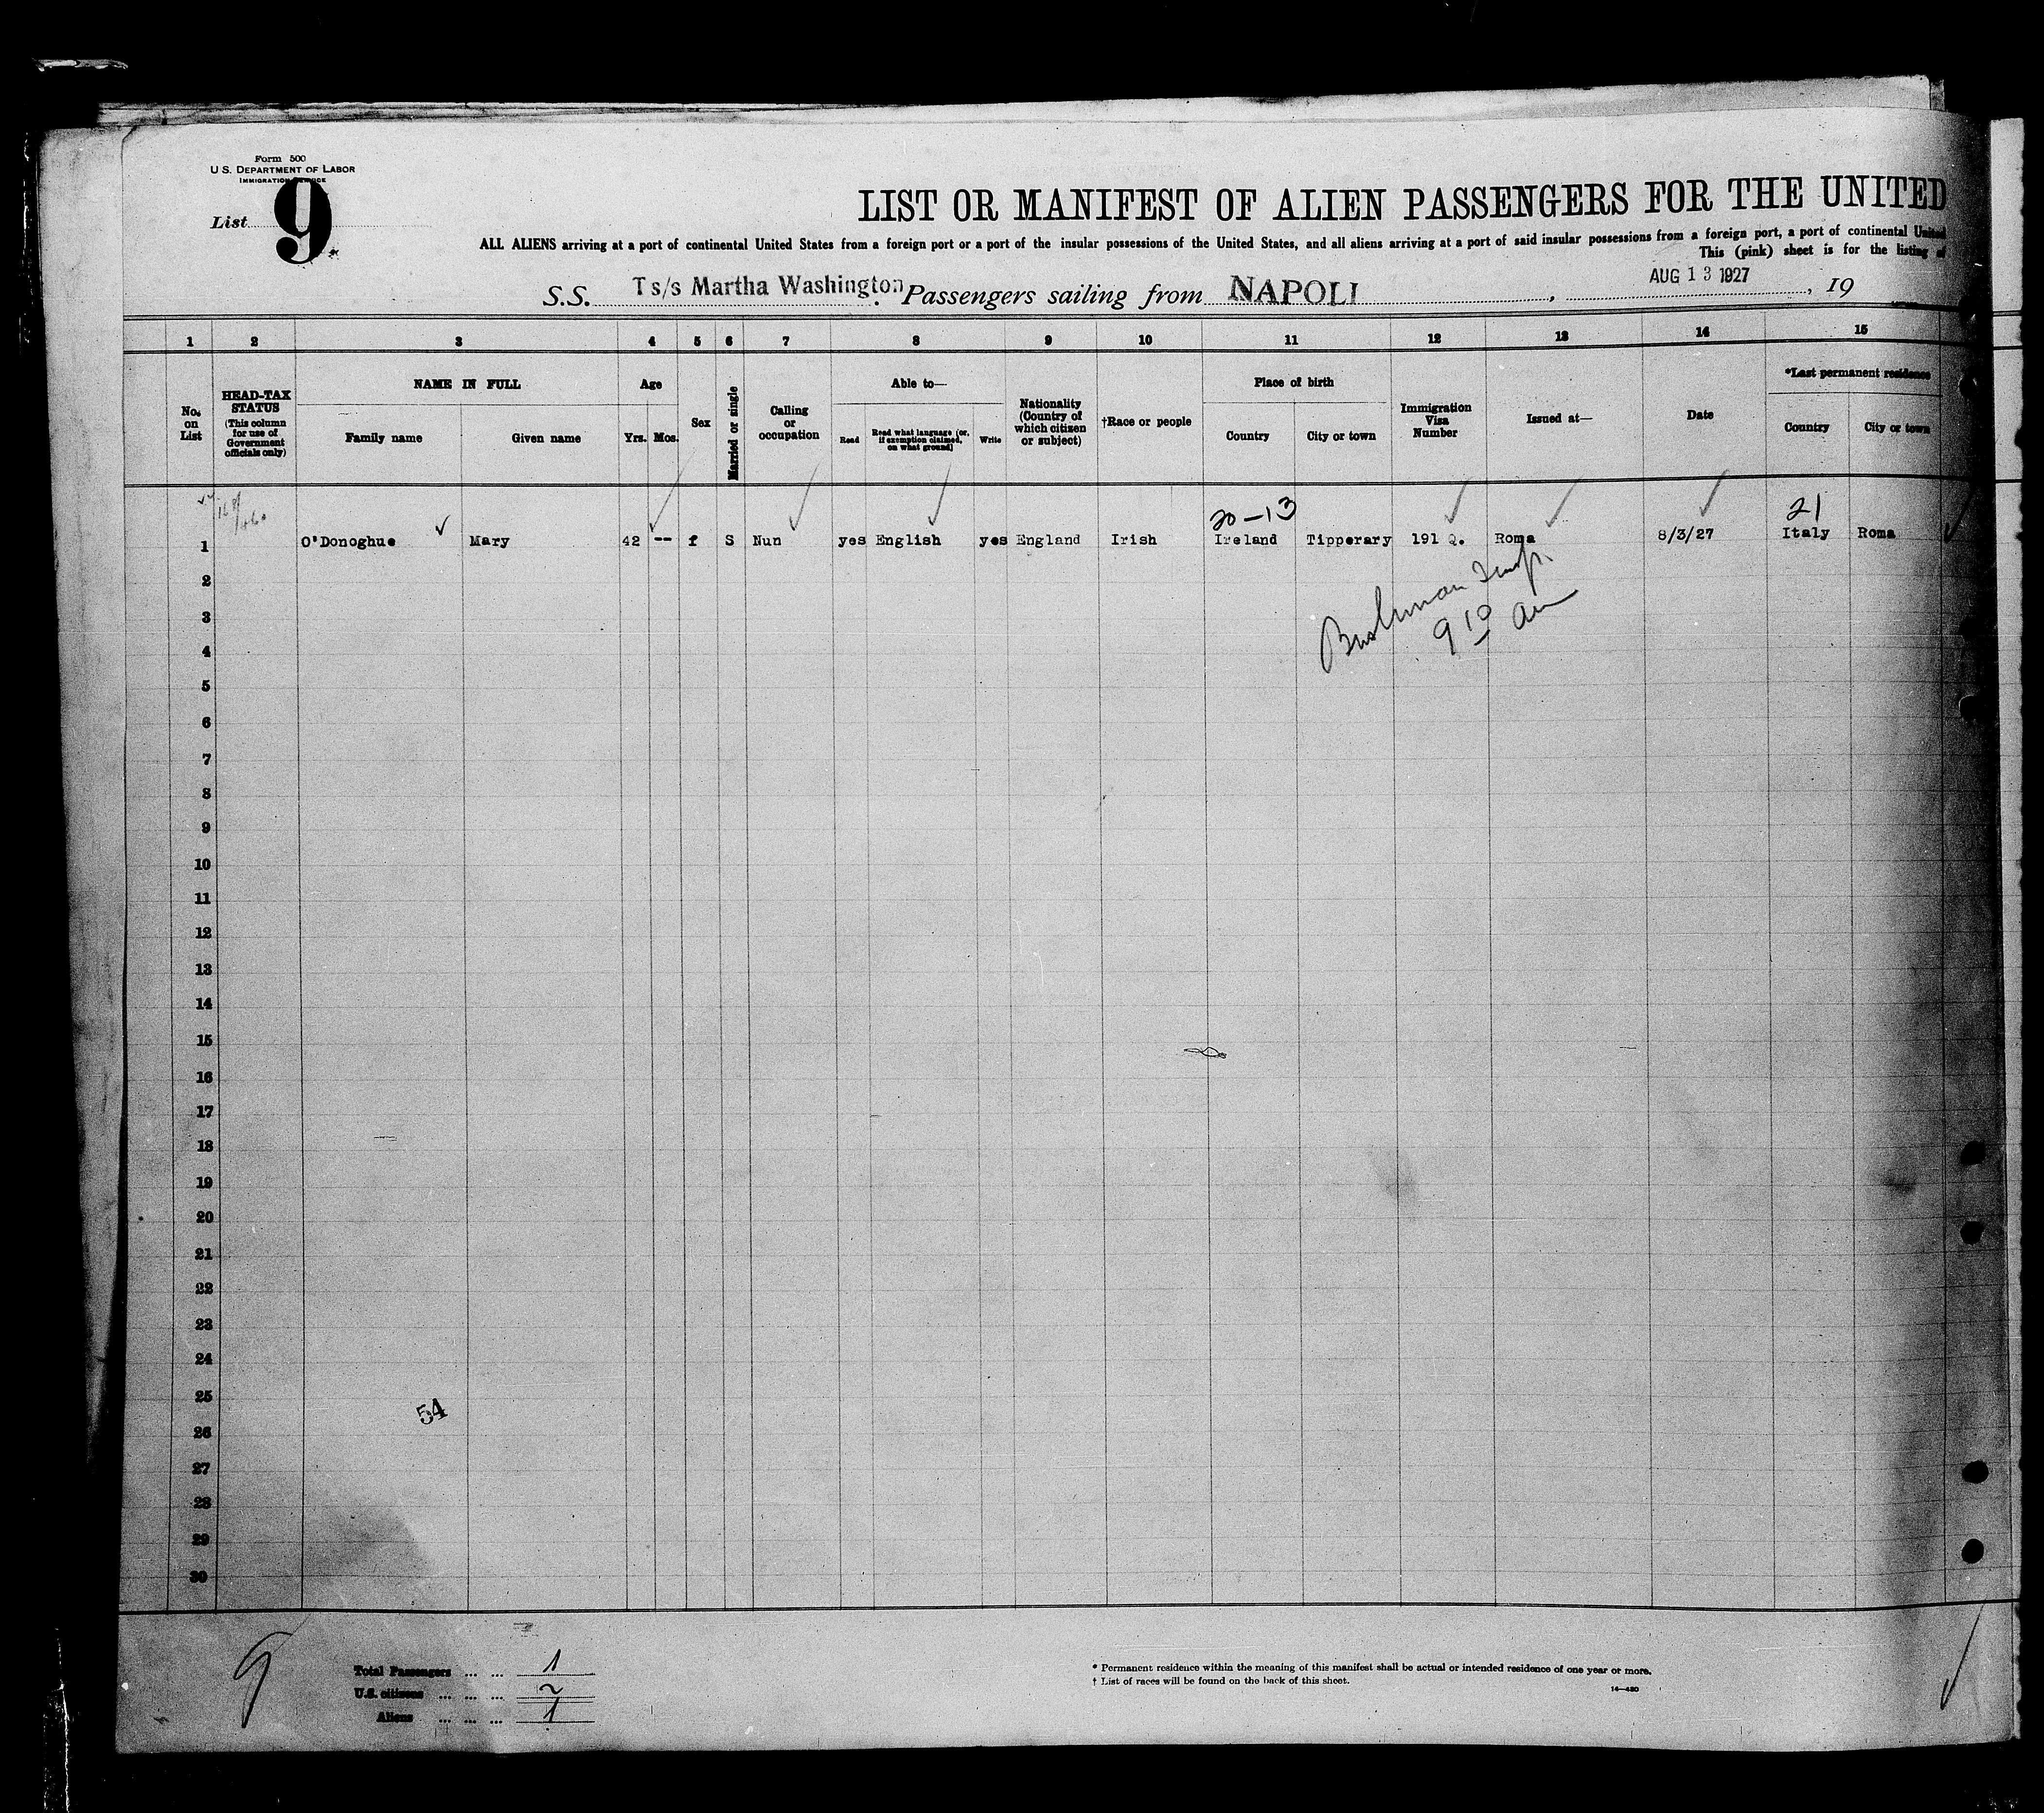 Form 500
U.S. DEPARTMENT OF LABOR
IMMIGRATION SERVICE
List 9
LIST OR MANIFEST OF ALIEN PASSENGERS FOR THE UNITED
ALL ALIENS arriving at a port of continental United States from a foreign port or a port of the insular possessions of the United States, and all aliens arriving at a port of said insular possessions from a foreign port, a port of continental United
This (pink) sheet is for the listing of
S.S. Ts/s Martha Washington. Passengers sailing from NAPOLI, AUG 13 1927, 19
1 2 3 4 5 6 7 8 9 10 11 12 13 14 15
No. on List
HEAD-TAX STATUS (This column for use of Government officials only)
NAME IN FULL
Family name Given name
Age
Yrs. Mos.
Sex
Married or single
Calling or occupation
Able to—
Read Read what language (or, if exemption claimed, on what ground) Write
Nationality (Country of which citizen or subject)
†Race or people
Place of birth
Country City or town
Immigration Visa Number
Issued at—
Date
*Last permanent residence
Country City or town
20-13 21
1 O'Donoghue Mary 42 -- f S Nun yes English yes England Irish Ireland Tipperary 191 Q. Roma 8/3/27 Italy Roma
2
3
9 10 am
4
5
6
7
8
9
10
11
12
13
14
15
16
17
18
19
20
21
22
23
24
25
54
26
27
28
29
30
9
Total Passengers ... ... 1
U.S. citizens ... ... ... ~
Aliens ... ... ... 1
* Permanent residence within the meaning of this manifest shall be actual or intended residence of one year or more.
† List of races will be found on the back of this sheet.
14—430